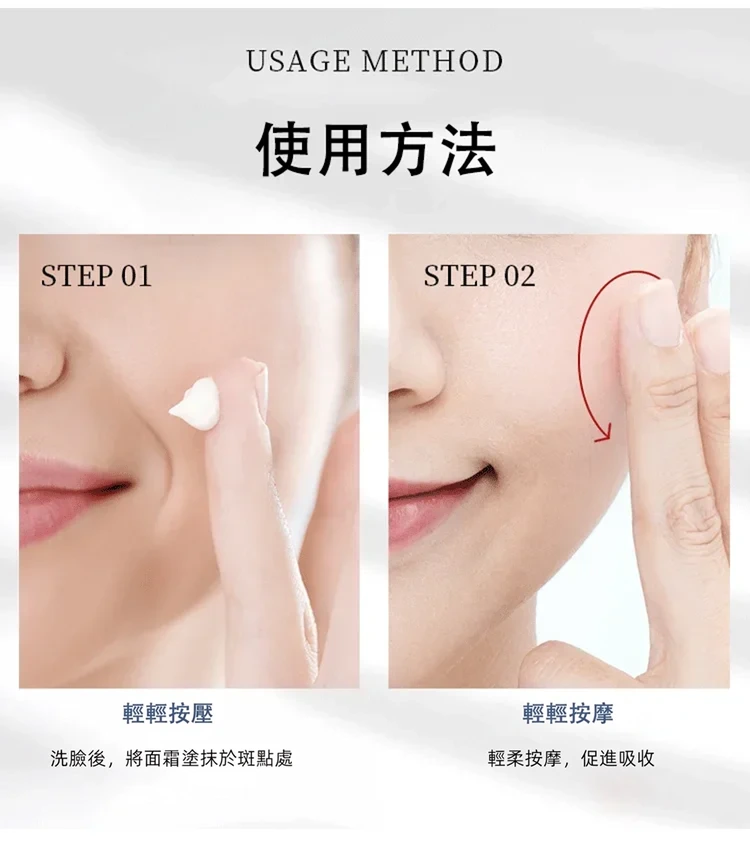 USAGE METHOD
使用方法
STEP 01
STEP 02
輕輕按壓
輕輕按摩
洗臉後，將面霜塗抹於斑點處
輕柔按摩，促進吸收